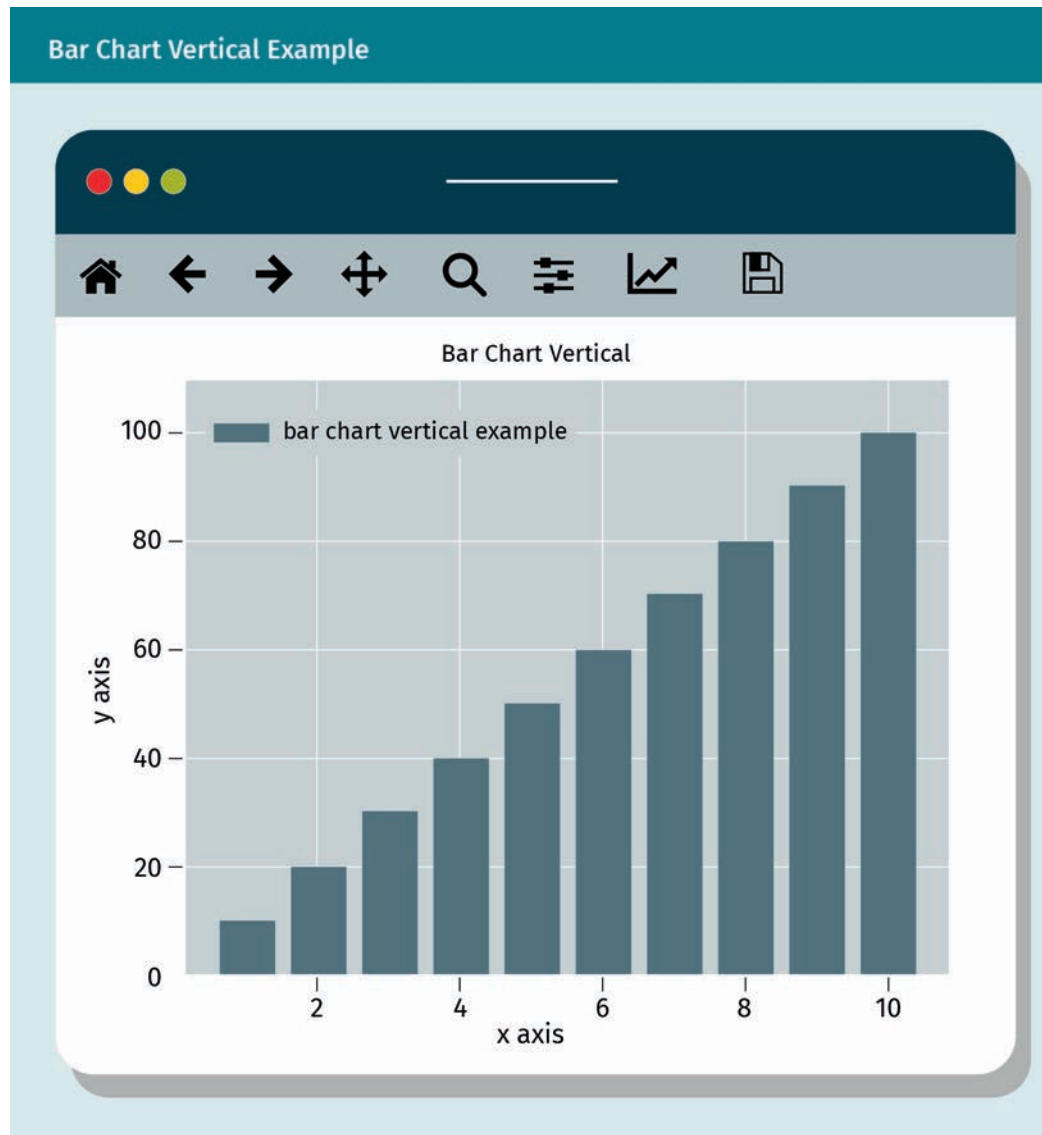 Bar Chart Vertical Example
Bar Chart Vertical
bar chart vertical example
100
80
60
40
20
0
y axis
2 4 6 8 10
x axis